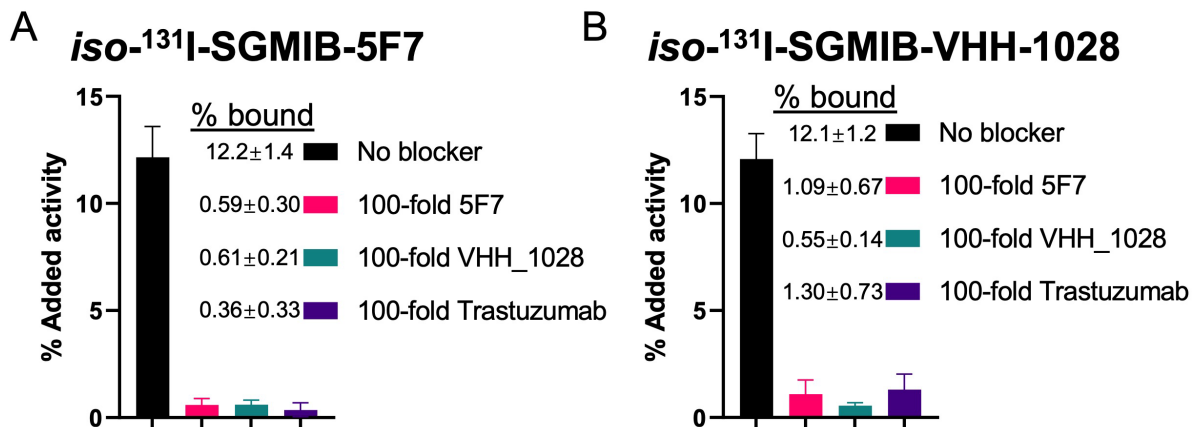 A
iso-¹³¹I-SGMIB-5F7
% Added activity
15
10
5
0
% bound
12.2±1.4 No blocker
0.59±0.30 100-fold 5F7
0.61±0.21 100-fold VHH_1028
0.36±0.33 100-fold Trastuzumab
B
iso-¹³¹I-SGMIB-VHH-1028
% Added activity
15
10
5
0
% bound
12.1±1.2 No blocker
1.09±0.67 100-fold 5F7
0.55±0.14 100-fold VHH_1028
1.30±0.73 100-fold Trastuzumab